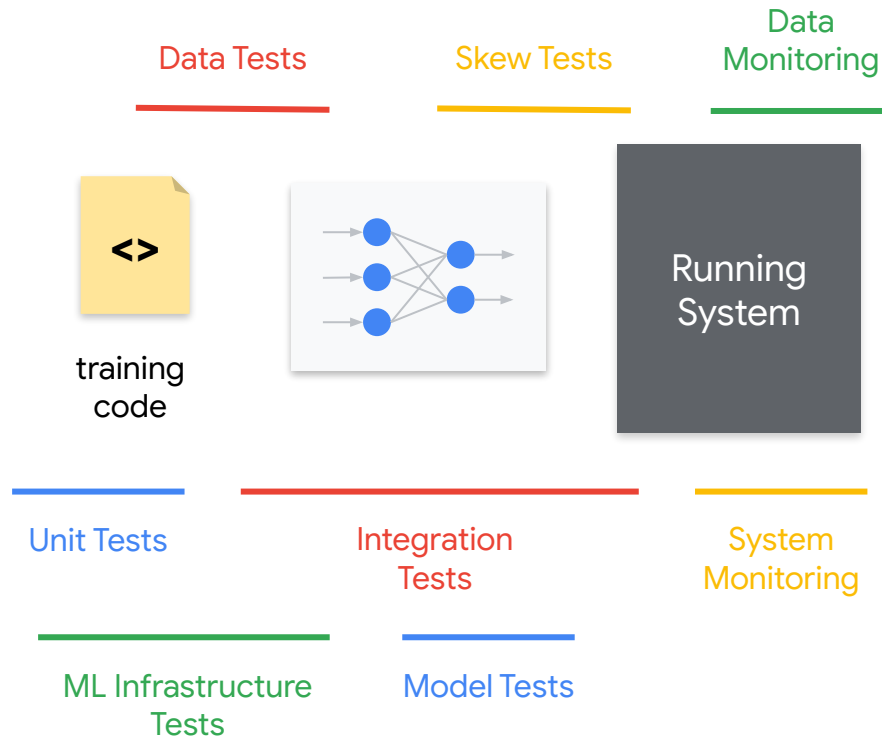 Data Tests
Skew Tests
Data
Monitoring
<>
training
code
Running
System
Unit Tests
Integration
Tests
System
Monitoring
ML Infrastructure
Tests
Model Tests